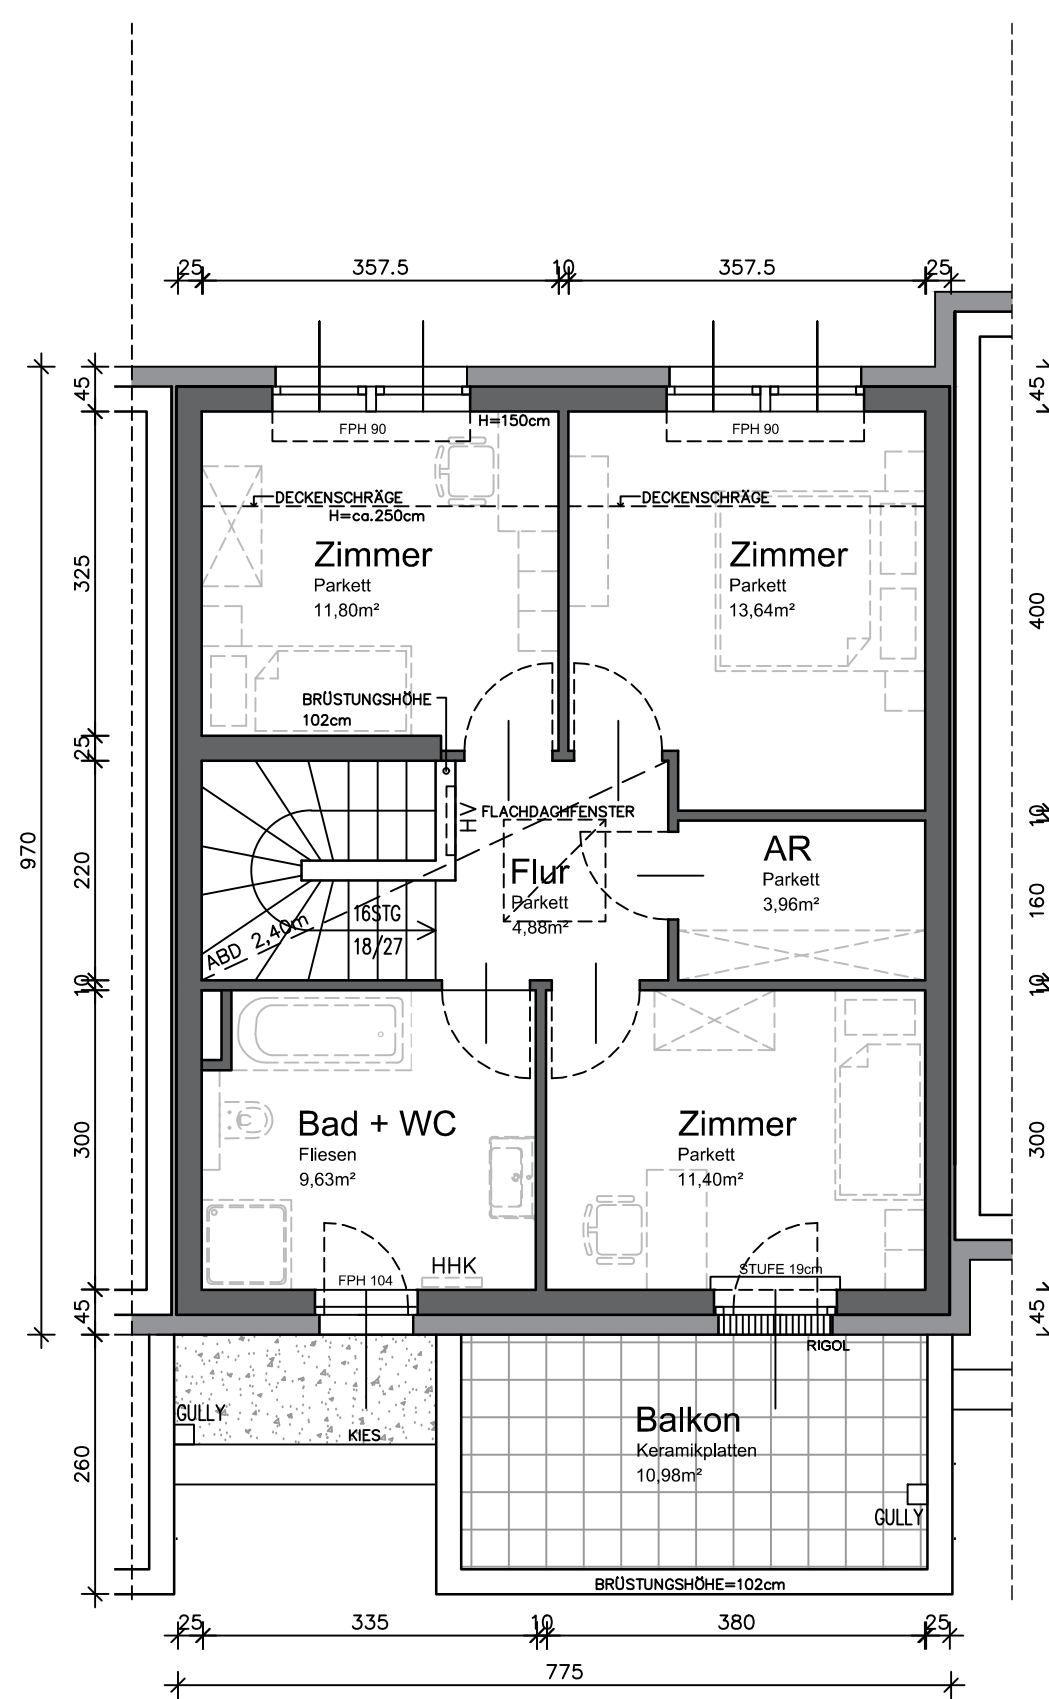 25 357.5 10 357.5 25
45
45
FPH 90
FPH 90
H=150cm
DECKENSCHRÄGE
H=ca.250cm
DECKENSCHRÄGE
Zimmer
Parkett
11,80m²
Zimmer
Parkett
13,64m²
325
400
BRÜSTUNGSHÖHE
102cm
25
970
220
HV
FLACHDACHFENSTER
10
Flur
Parkett
4,88m²
AR
Parkett
3,96m²
160
16STG
18/27
ABD 2,40m
10
10
Bad + WC
Fliesen
9,63m²
Zimmer
Parkett
11,40m²
300
300
HHK
FPH 104
STUFE 19cm
45
45
RIGOL
GULLY
KIES
Balkon
Keramikplatten
10,98m²
260
GULLY
BRÜSTUNGSHÖHE=102cm
25 335 10 380 25
775